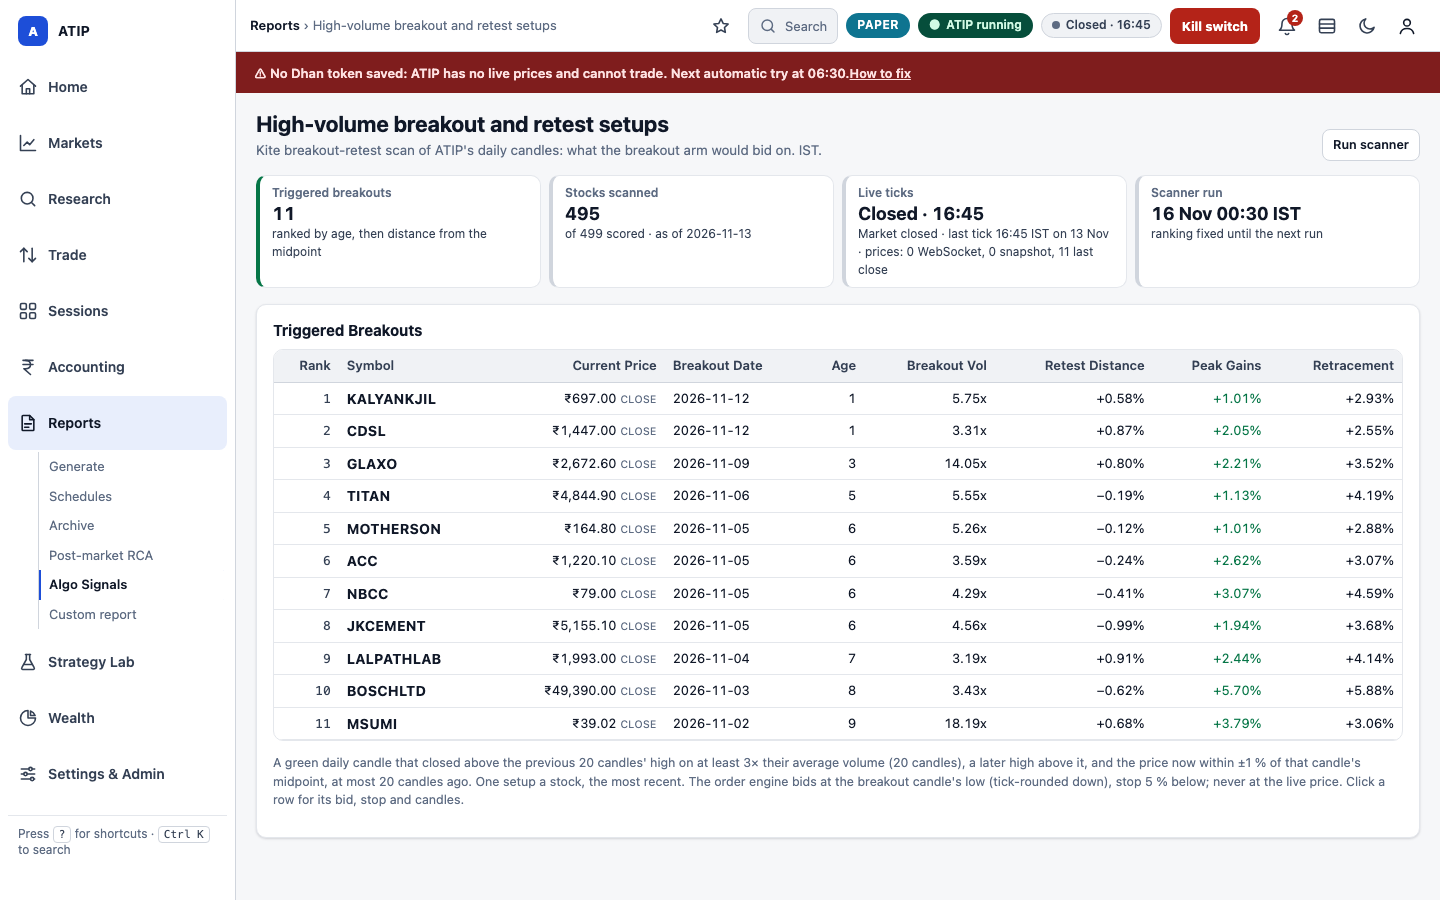 A ATIP
Home
Markets
Research
Trade
Sessions
Accounting
Reports
Generate
Schedules
Archive
Post-market RCA
Algo Signals
Custom report
Strategy Lab
Wealth
Settings & Admin
Press ? for shortcuts · Ctrl K
to search
Reports › High-volume breakout and retest setups
Search
PAPER
ATIP running
Closed · 16:45
Kill switch
2
⚠ No Dhan token saved: ATIP has no live prices and cannot trade. Next automatic try at 06:30.How to fix
High-volume breakout and retest setups
Kite breakout-retest scan of ATIP's daily candles: what the breakout arm would bid on. IST.
Run scanner
Triggered breakouts
11
ranked by age, then distance from the
midpoint
Stocks scanned
495
of 499 scored · as of 2026-11-13
Live ticks
Closed · 16:45
Market closed · last tick 16:45 IST on 13 Nov
· prices: 0 WebSocket, 0 snapshot, 11 last
close
Scanner run
16 Nov 00:30 IST
ranking fixed until the next run
Triggered Breakouts
Rank Symbol Current Price Breakout Date Age Breakout Vol Retest Distance Peak Gains Retracement
1 KALYANKJIL ₹697.00 CLOSE 2026-11-12 1 5.75x +0.58% +1.01% +2.93%
2 CDSL ₹1,447.00 CLOSE 2026-11-12 1 3.31x +0.87% +2.05% +2.55%
3 GLAXO ₹2,672.60 CLOSE 2026-11-09 3 14.05x +0.80% +2.21% +3.52%
4 TITAN ₹4,844.90 CLOSE 2026-11-06 5 5.55x −0.19% +1.13% +4.19%
5 MOTHERSON ₹164.80 CLOSE 2026-11-05 6 5.26x −0.12% +1.01% +2.88%
6 ACC ₹1,220.10 CLOSE 2026-11-05 6 3.59x −0.24% +2.62% +3.07%
7 NBCC ₹79.00 CLOSE 2026-11-05 6 4.29x −0.41% +3.07% +4.59%
8 JKCEMENT ₹5,155.10 CLOSE 2026-11-05 6 4.56x −0.99% +1.94% +3.68%
9 LALPATHLAB ₹1,993.00 CLOSE 2026-11-04 7 3.19x +0.91% +2.44% +4.14%
10 BOSCHLTD ₹49,390.00 CLOSE 2026-11-03 8 3.43x −0.62% +5.70% +5.88%
11 MSUMI ₹39.02 CLOSE 2026-11-02 9 18.19x +0.68% +3.79% +3.06%
A green daily candle that closed above the previous 20 candles' high on at least 3× their average volume (20 candles), a later high above it, and the price now within ±1 % of that candle's
midpoint, at most 20 candles ago. One setup a stock, the most recent. The order engine bids at the breakout candle's low (tick-rounded down), stop 5 % below; never at the live price. Click a
row for its bid, stop and candles.